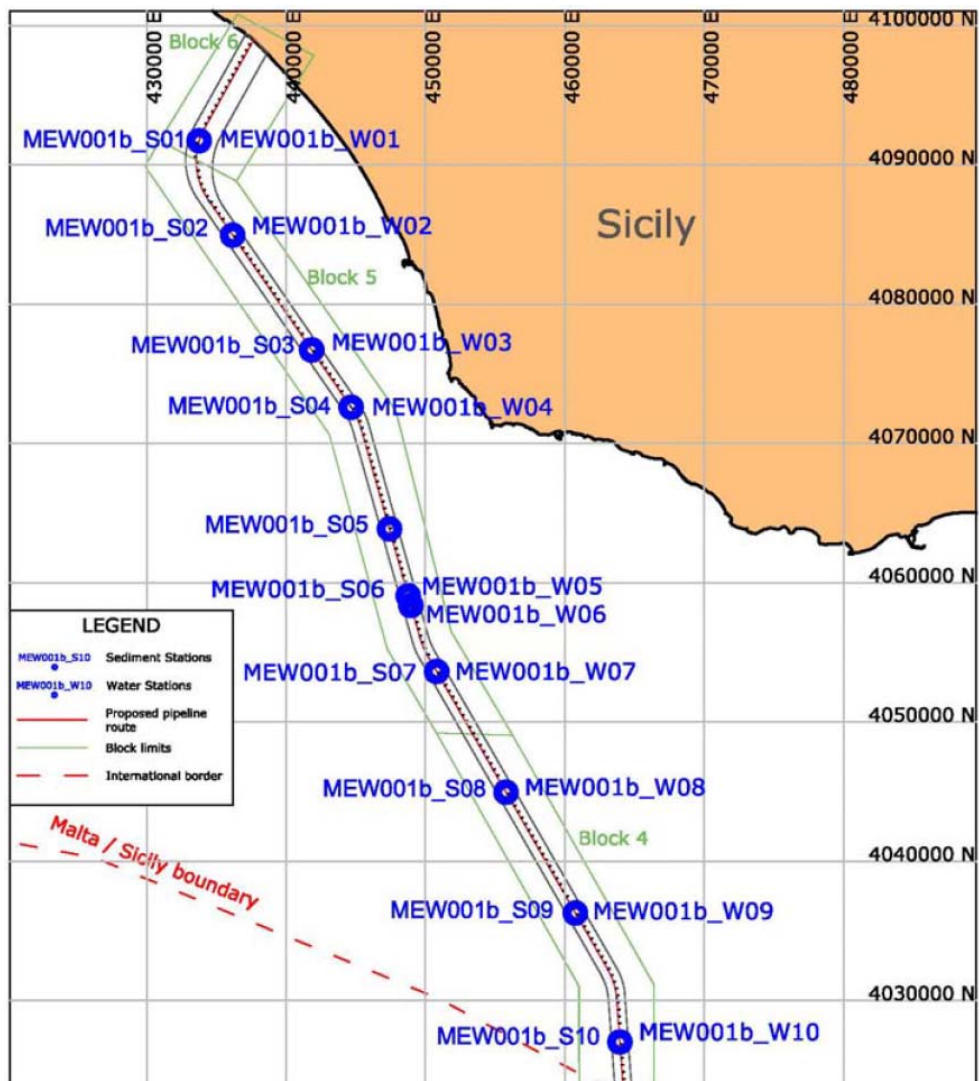 430000 E
440000 E
450000 E
460000 E
470000 E
480000 E
4100000 N
Block 6
MEW001b_S01 MEW001b_W01
4090000 N
MEW001b_S02 MEW001b_W02
Sicily
Block 5
4080000 N
MEW001b_S03 MEW001b_W03
MEW001b_S04 MEW001b_W04
4070000 N
MEW001b_S05
4060000 N
MEW001b_S06 MEW001b_W05
MEW001b_W06
MEW001b_S07 MEW001b_W07
4050000 N
MEW001b_S08 MEW001b_W08
Block 4
4040000 N
MEW001b_S09 MEW001b_W09
4030000 N
MEW001b_S10 MEW001b_W10
Malta / Sicily boundary
LEGEND
MEW001b_S10 Sediment Stations
MEW001b_W10 Water Stations
Proposed pipeline
route
Block limits
International border